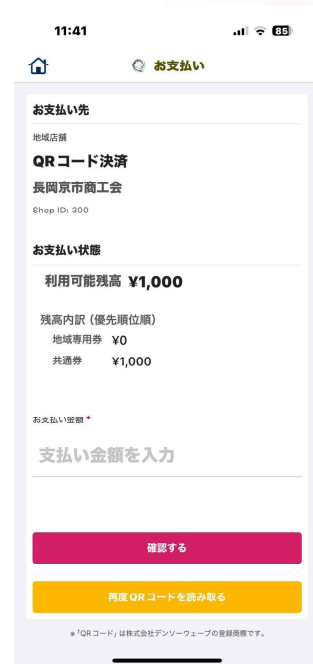 11:41
85
お支払い
お支払い先
地域店舗
QRコード決済
長岡京市商工会
Shop ID: 300
お支払い状態
利用可能残高 ¥1,000
残高内訳（優先順位順）
地域専用券 ¥0
共通券 ¥1,000
お支払い金額 *
支払い金額を入力
確認する
再度QRコードを読み取る
※「QRコード」は株式会社デンソーウェーブの登録商標です。